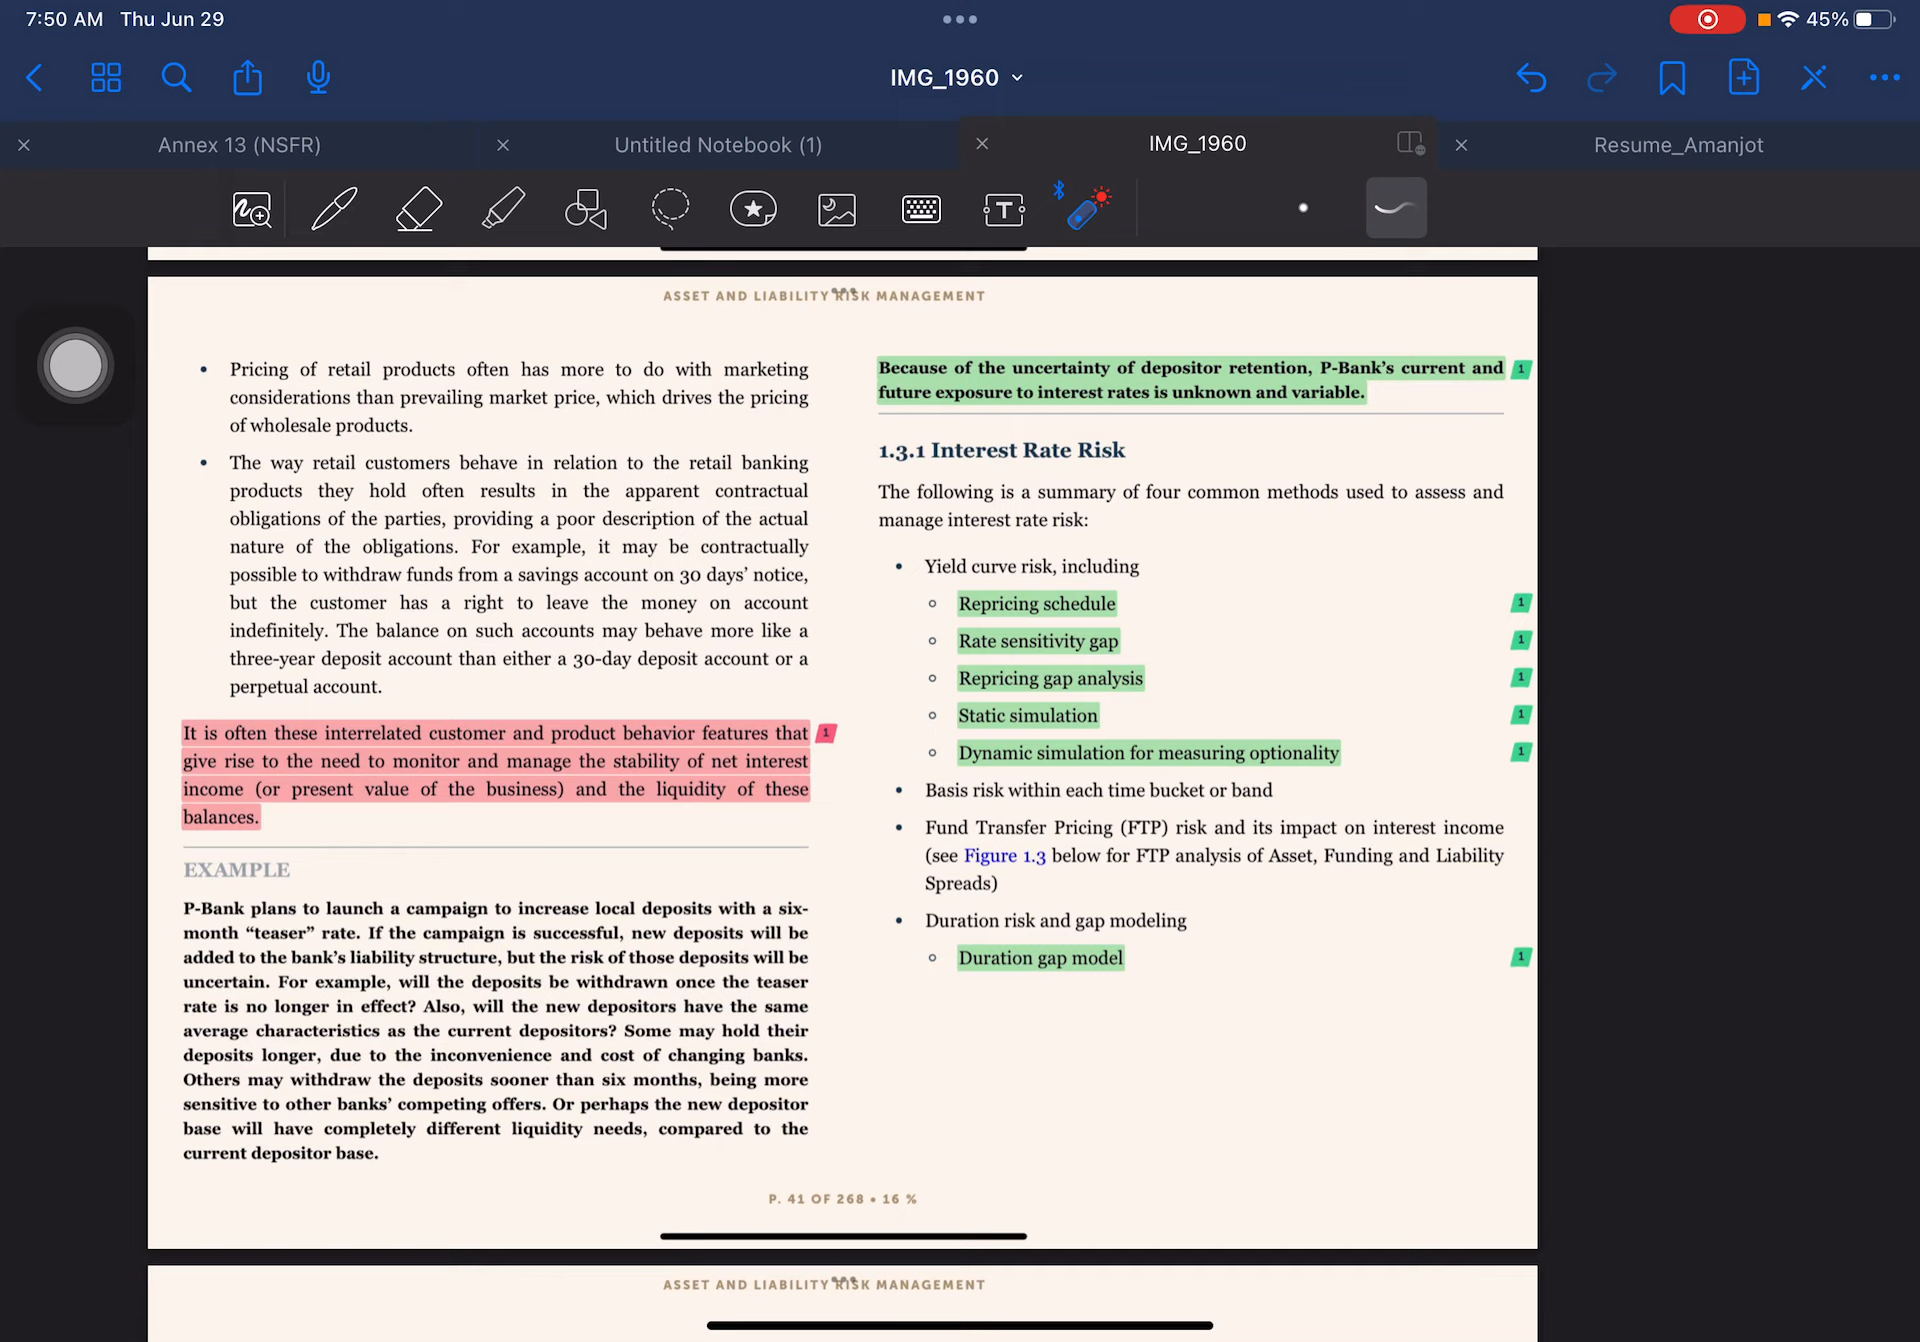 7:50 AM Thu Jun 29
45%
IMG_1960
Annex 13 (NSFR)
Untitled Notebook (1)
IMG_1960
Resume_Amanjot
ASSET AND LIABILITY RISK MANAGEMENT
• Pricing of retail products often has more to do with marketing
considerations than prevailing market price, which drives the pricing
of wholesale products.
• The way retail customers behave in relation to the retail banking
products they hold often results in the apparent contractual
obligations of the parties, providing a poor description of the actual
nature of the obligations. For example, it may be contractually
possible to withdraw funds from a savings account on 30 days' notice,
but the customer has a right to leave the money on account
indefinitely. The balance on such accounts may behave more like a
three-year deposit account than either a 30-day deposit account or a
perpetual account.
It is often these interrelated customer and product behavior features that 1
give rise to the need to monitor and manage the stability of net interest
income (or present value of the business) and the liquidity of these
balances.
EXAMPLE
P-Bank plans to launch a campaign to increase local deposits with a six-
month “teaser” rate. If the campaign is successful, new deposits will be
added to the bank's liability structure, but the risk of those deposits will be
uncertain. For example, will the deposits be withdrawn once the teaser
rate is no longer in effect? Also, will the new depositors have the same
average characteristics as the current depositors? Some may hold their
deposits longer, due to the inconvenience and cost of changing banks.
Others may withdraw the deposits sooner than six months, being more
sensitive to other banks' competing offers. Or perhaps the new depositor
base will have completely different liquidity needs, compared to the
current depositor base.
Because of the uncertainty of depositor retention, P-Bank's current and 1
future exposure to interest rates is unknown and variable.
1.3.1 Interest Rate Risk
The following is a summary of four common methods used to assess and
manage interest rate risk:
• Yield curve risk, including
○ Repricing schedule 1
○ Rate sensitivity gap 1
○ Repricing gap analysis 1
○ Static simulation 1
○ Dynamic simulation for measuring optionality 1
• Basis risk within each time bucket or band
• Fund Transfer Pricing (FTP) risk and its impact on interest income
(see Figure 1.3 below for FTP analysis of Asset, Funding and Liability
Spreads)
• Duration risk and gap modeling
○ Duration gap model 1
P. 41 OF 268 • 16 %
ASSET AND LIABILITY RISK MANAGEMENT